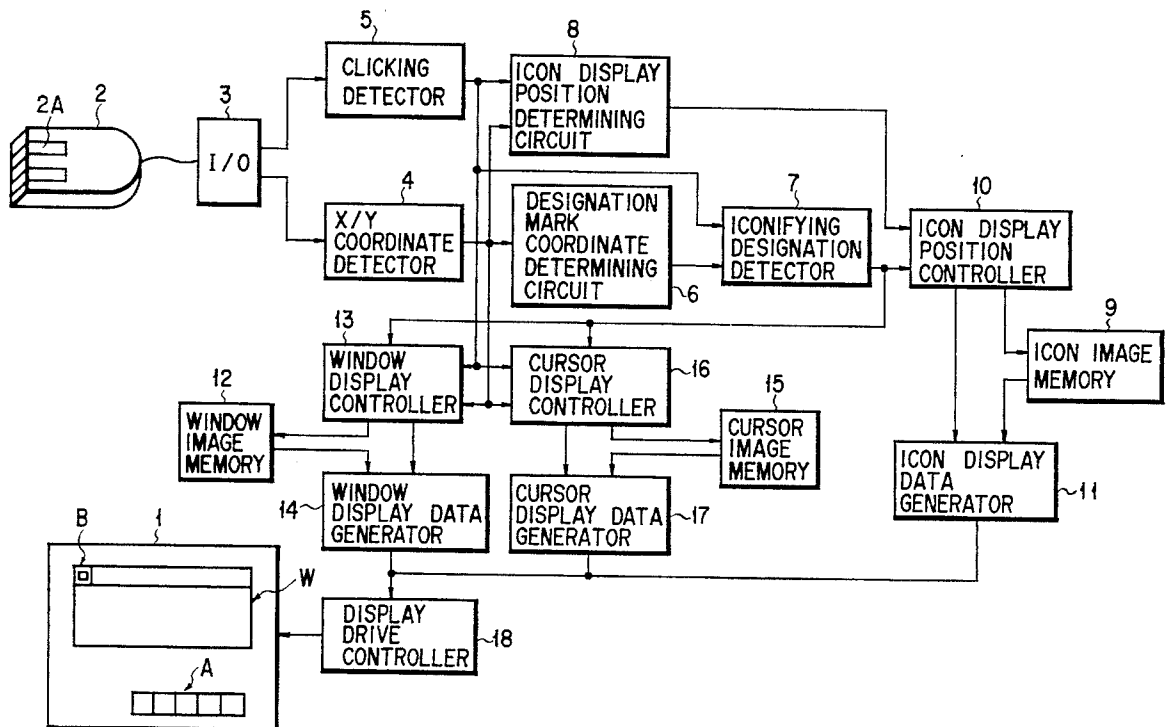 5
CLICKING
DETECTOR
8
ICON DISPLAY
POSITION
DETERMINING
CIRCUIT
2A
2
3
I/O
4
X/Y
COORDINATE
DETECTOR
DESIGNATION
MARK
COORDINATE
DETERMINING
CIRCUIT
6
7
ICONIFYING
DESIGNATION
DETECTOR
10
ICON DISPLAY
POSITION
CONTROLLER
9
ICON IMAGE
MEMORY
13
WINDOW
DISPLAY
CONTROLLER
CURSOR
DISPLAY
CONTROLLER
16
12
WINDOW
IMAGE
MEMORY
15
CURSOR
IMAGE
MEMORY
14
WINDOW
DISPLAY DATA
GENERATOR
CURSOR
DISPLAY DATA
GENERATOR
17
ICON DISPLAY
DATA
GENERATOR
11
1
B
W
A
DISPLAY
DRIVE
CONTROLLER
18